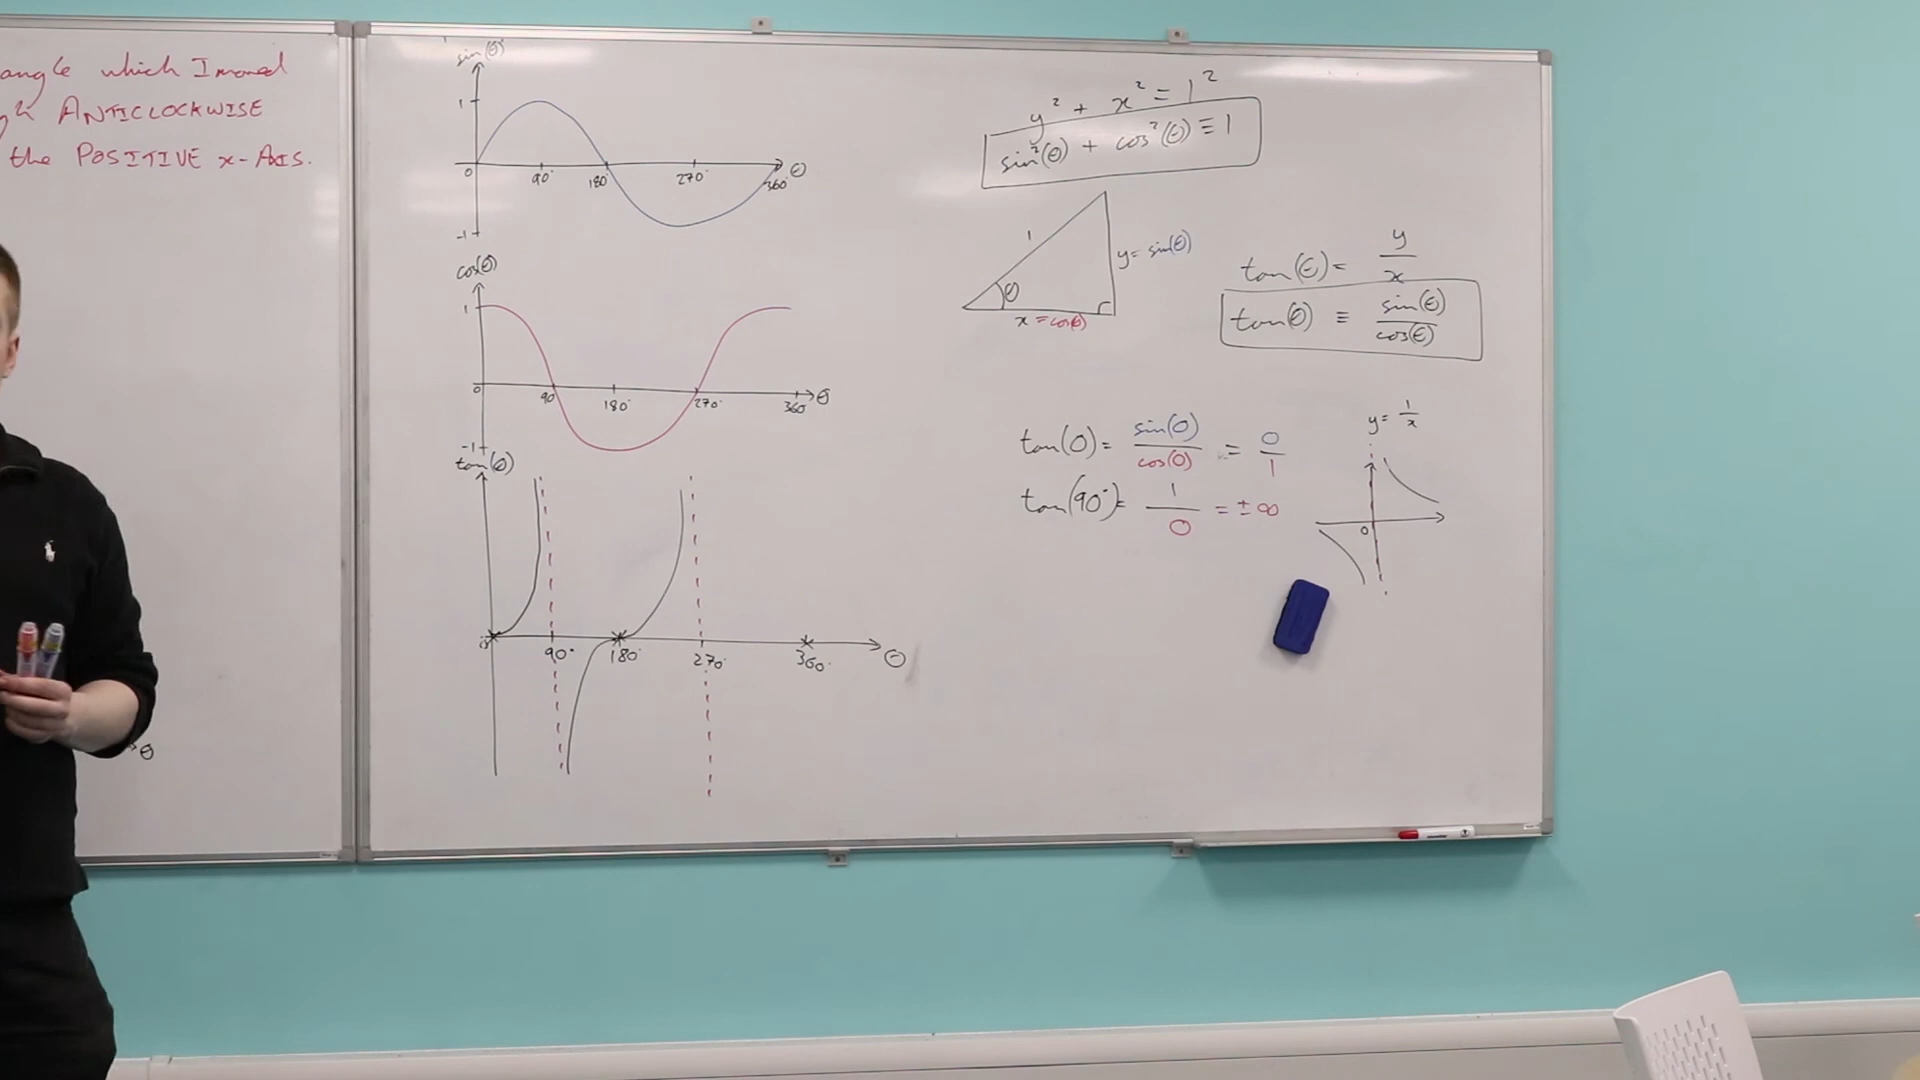 angle which I moved
ANTICLOCKWISE
the POSITIVE x-AXIS.
θ
sin(θ)
1
0
90°
180°
270°
360°
θ
-1
cos(θ)
1
0
90
180°
270°
360°
θ
-1
tan(θ)
0
90°
180°
270°
360°
θ
y² + x² = 1²
sin²(θ) + cos²(θ) ≡ 1
1
θ
y = sin(θ)
x = cos(θ)
tan(θ) = y/x
tan(θ) ≡ sin(θ)/cos(θ)
tan(0) = sin(0)/cos(0) = 0/1
tan(90°) = 1/0 = ±∞
y = 1/x
0